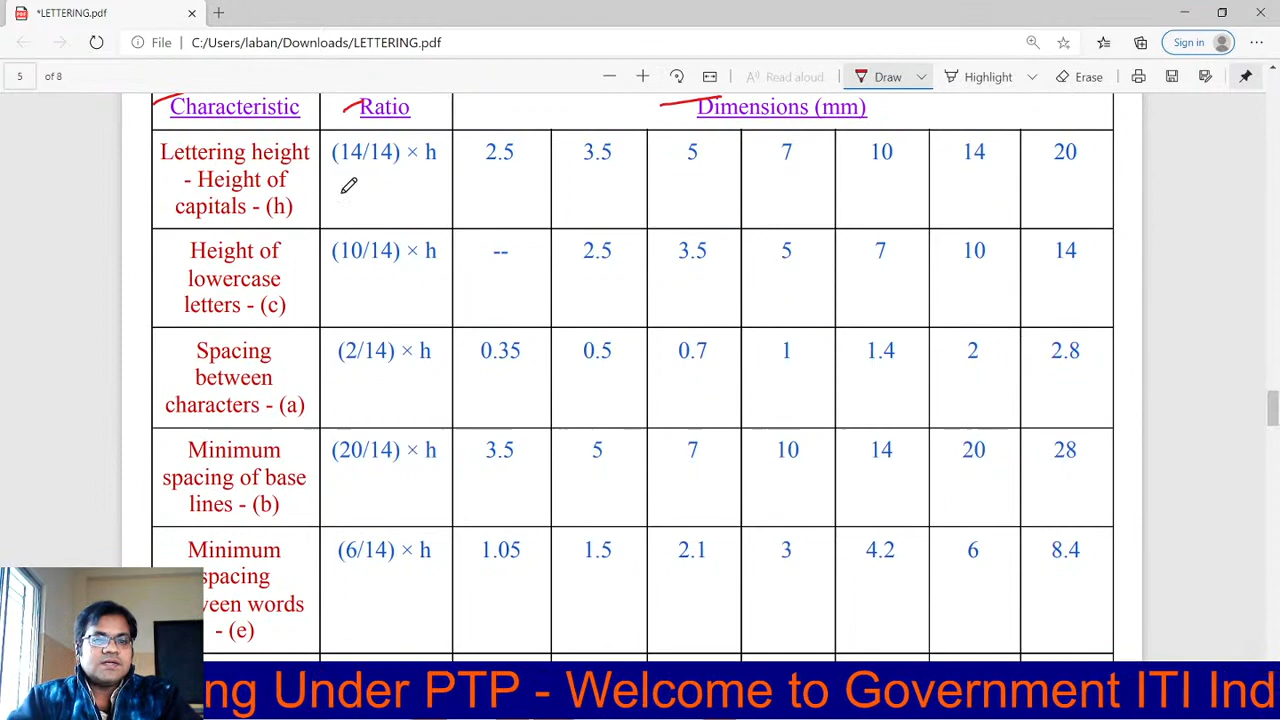 *LETTERING.pdf
File C:/Users/laban/Downloads/LETTERING.pdf Sign in
5 of 8 Read aloud Draw Highlight Erase
Characteristic Ratio Dimensions (mm)
Lettering height (14/14) × h 2.5 3.5 5 7 10 14 20
- Height of
capitals - (h)
Height of (10/14) × h -- 2.5 3.5 5 7 10 14
lowercase
letters - (c)
Spacing (2/14) × h 0.35 0.5 0.7 1 1.4 2 2.8
between
characters - (a)
Minimum (20/14) × h 3.5 5 7 10 14 20 28
spacing of base
lines - (b)
Minimum (6/14) × h 1.05 1.5 2.1 3 4.2 6 8.4
spacing
ween words
- (e)
ing Under PTP - Welcome to Government ITI Ind